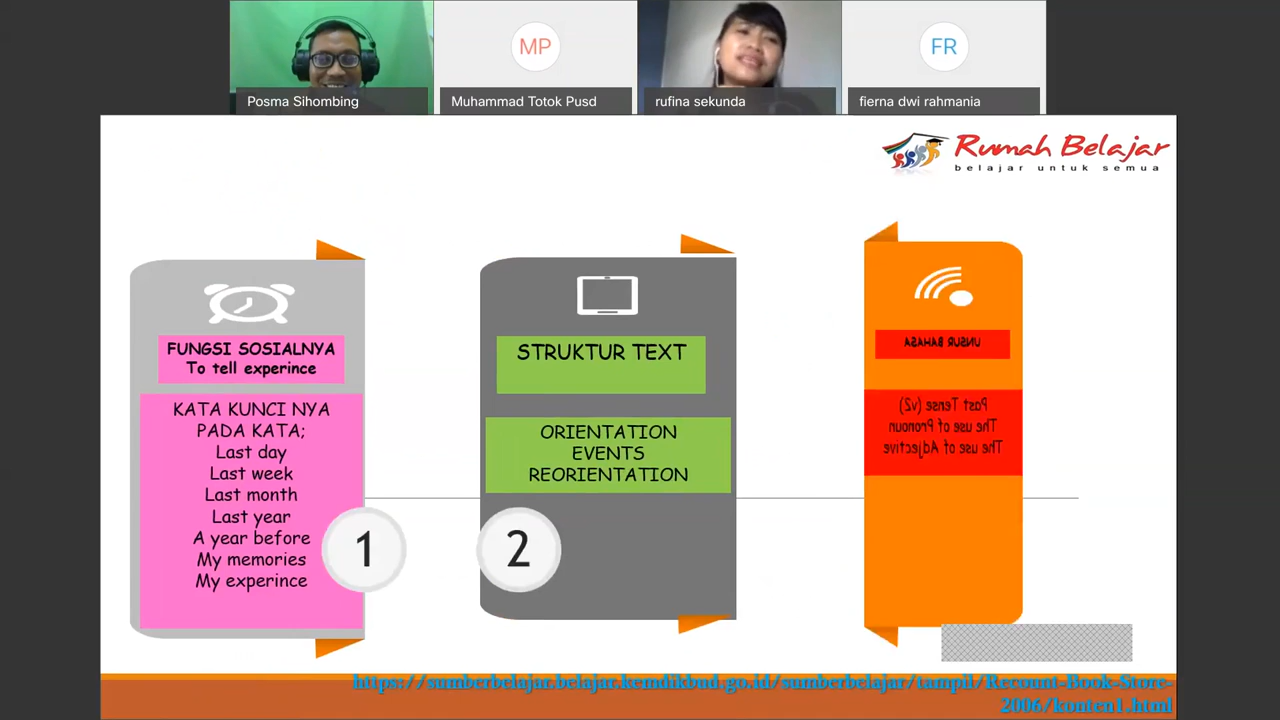 Posma Sihombing
MP
Muhammad Totok Pusd
rufina sekunda
FR
fierna dwi rahmania
Rumah Belajar
belajar untuk semua
FUNGSI SOSIALNYA
To tell experince
KATA KUNCI NYA
PADA KATA;
Last day
Last week
Last month
Last year
A year before
My memories
My experince
1
STRUKTUR TEXT
ORIENTATION
EVENTS
REORIENTATION
2
UNSUR BAHASA
Past Tense (v2)
The use of Pronoun
The use of Adjective
https://sumberbelajar.belajar.kemdikbud.go.id/sumberbelajar/tampil/Recount-Book-Store-
2006/konten1.html